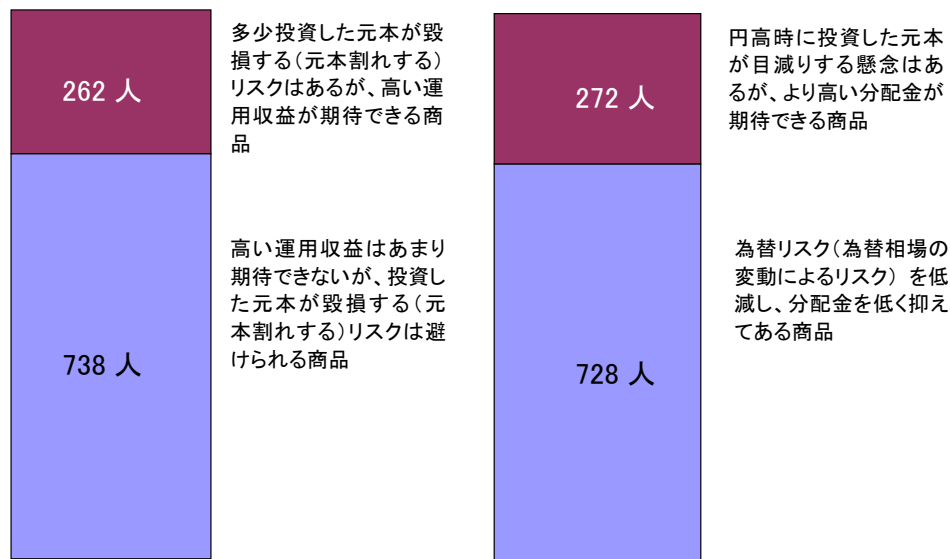 262 人
多少投資した元本が毀
損する（元本割れする）
リスクはあるが、高い運
用収益が期待できる商
品
738 人
高い運用収益はあまり
期待できないが、投資し
た元本が毀損する（元
本割れする）リスクは避
けられる商品
272 人
円高時に投資した元本
が目減りする懸念はあ
るが、より高い分配金が
期待できる商品
728 人
為替リスク（為替相場の
変動によるリスク） を低
減し、分配金を低く抑え
てある商品